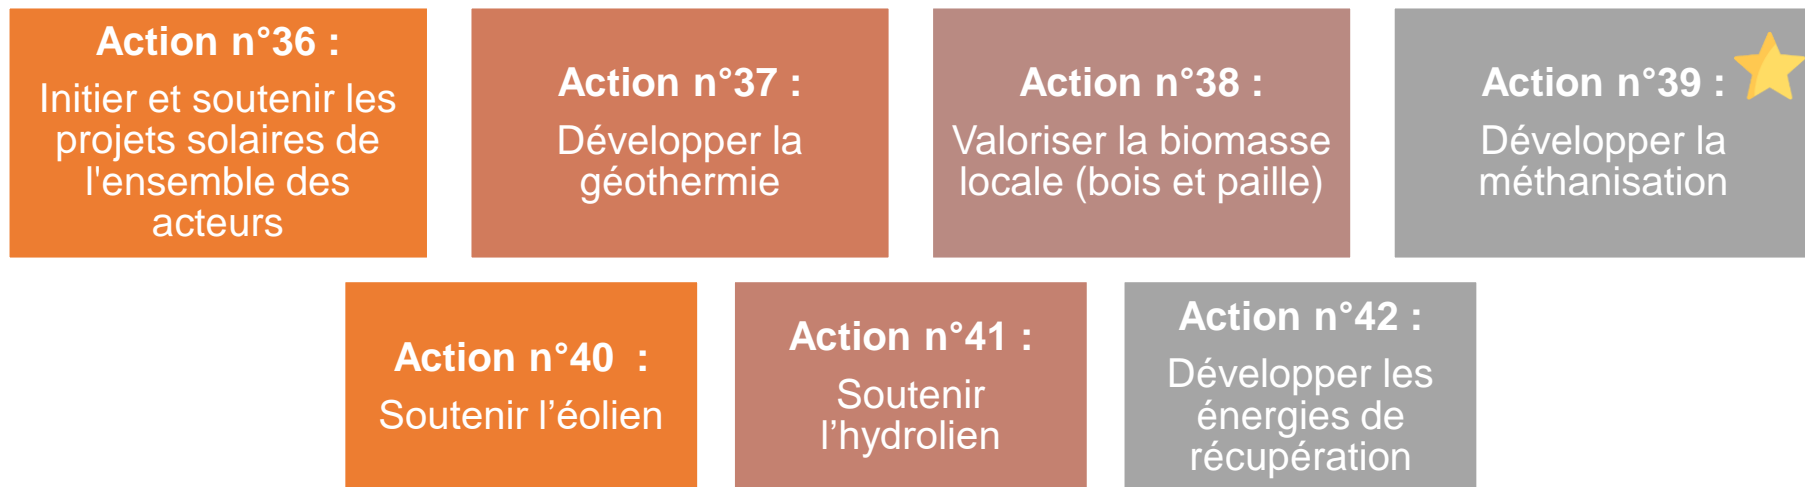 Action n°36 :
Initier et soutenir les
projets solaires de
l'ensemble des
acteurs
Action n°37 :
Développer la
géothermie
Action n°38 :
Valoriser la biomasse
locale (bois et paille)
Action n°39 :
Développer la
méthanisation
Action n°40  :
Soutenir l’éolien
Action n°41 :
Soutenir
l’hydrolien
Action n°42 :
Développer les
énergies de
récupération